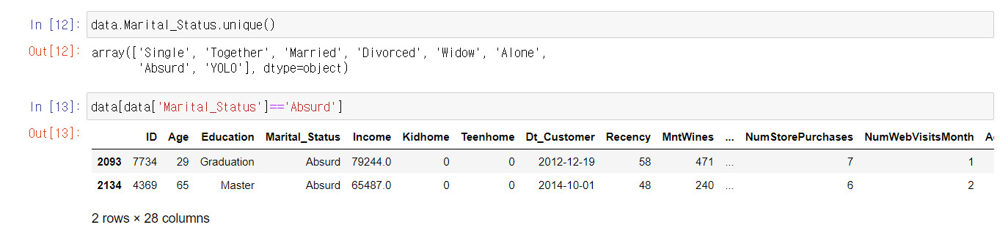 In [12]: data.Marital_Status.unique()
Out[12]: array(['Single', 'Together', 'Married', 'Divorced', 'Widow', 'Alone',
'Absurd', 'YOLO'], dtype=object)
In [13]: data[data['Marital_Status']=='Absurd']
Out[13]:
ID Age Education Marital_Status Income Kidhome Teenhome Dt_Customer Recency MntWines ... NumStorePurchases NumWebVisitsMonth
2093 7734 29 Graduation Absurd 79244.0 0 0 2012-12-19 58 471 ... 7 1
2134 4369 65 Master Absurd 65487.0 0 0 2014-10-01 48 240 ... 6 2
2 rows × 28 columns